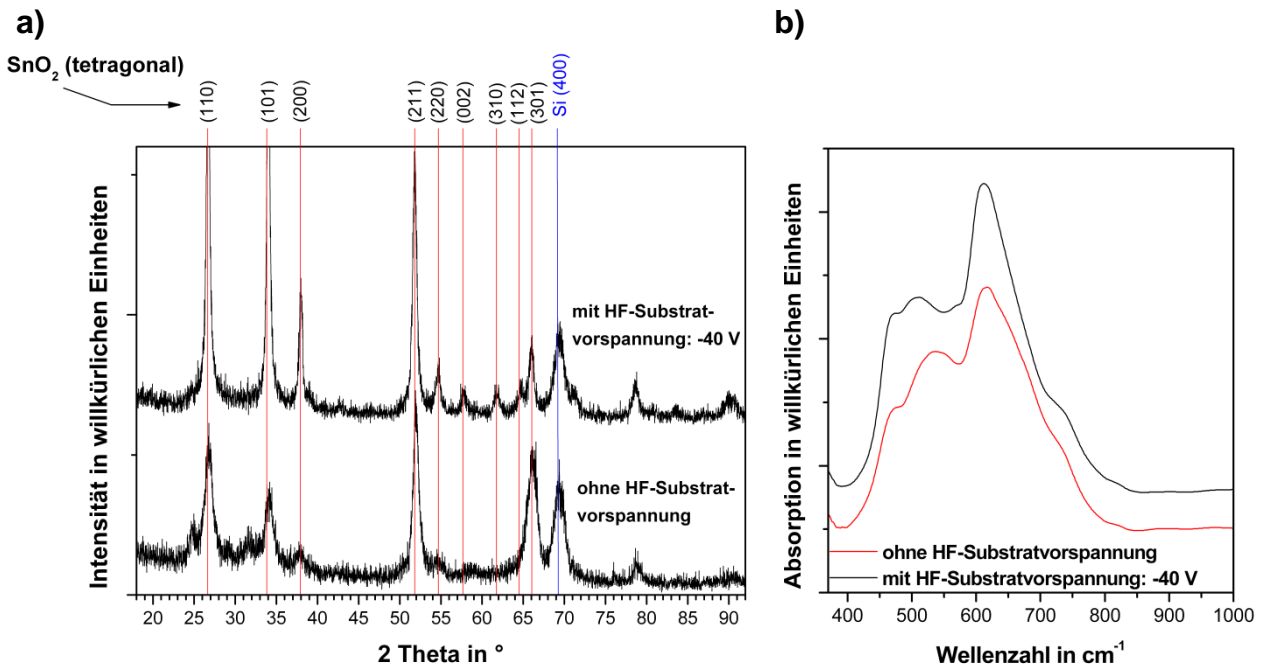 a)
SnO2 (tetragonal)
(110)
(101)
(200)
(211)
(220)
(002)
(310)
(112)
(301)
Si (400)
Intensität in willkürlichen Einheiten
mit HF-Substrat-
vorspannung: -40 V
ohne HF-Substrat-
vorspannung
20 25 30 35 40 45 50 55 60 65 70 75 80 85 90
2 Theta in °
b)
Absorption in willkürlichen Einheiten
ohne HF-Substratvorspannung
mit HF-Substratvorspannung: -40 V
400 500 600 700 800 900 1000
Wellenzahl in cm-1